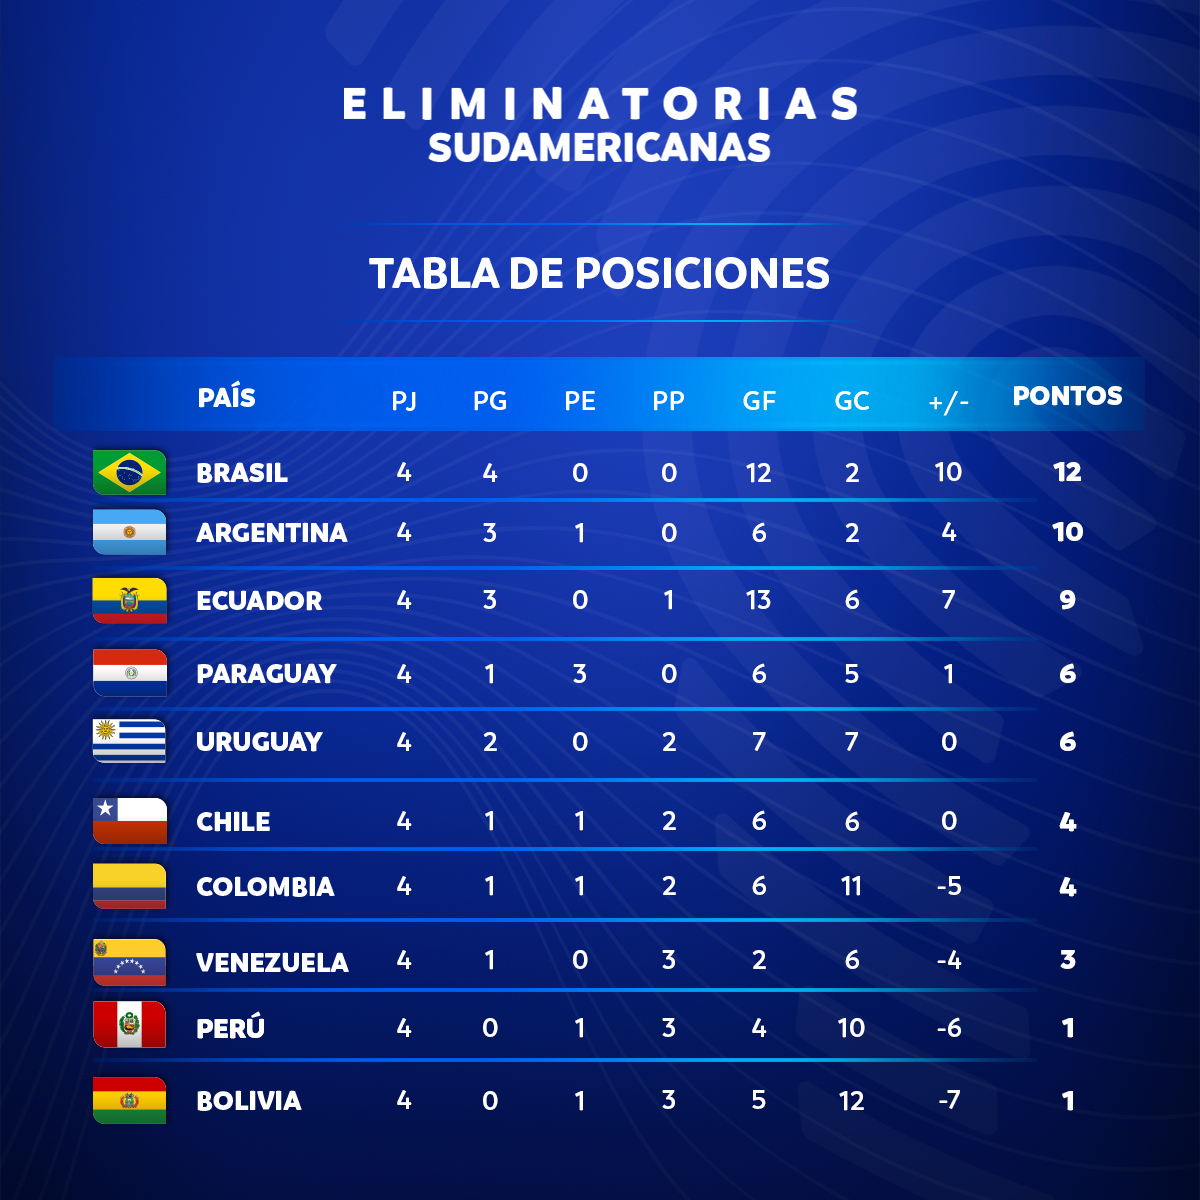 ELIMINATORIAS
SUDAMERICANAS
TABLA DE POSICIONES
PAÍS PJ PG PE PP GF GC +/- PONTOS
BRASIL 4 4 0 0 12 2 10 12
ARGENTINA 4 3 1 0 6 2 4 10
ECUADOR 4 3 0 1 13 6 7 9
PARAGUAY 4 1 3 0 6 5 1 6
URUGUAY 4 2 0 2 7 7 0 6
CHILE 4 1 1 2 6 6 0 4
COLOMBIA 4 1 1 2 6 11 -5 4
VENEZUELA 4 1 0 3 2 6 -4 3
PERÚ 4 0 1 3 4 10 -6 1
BOLIVIA 4 0 1 3 5 12 -7 1